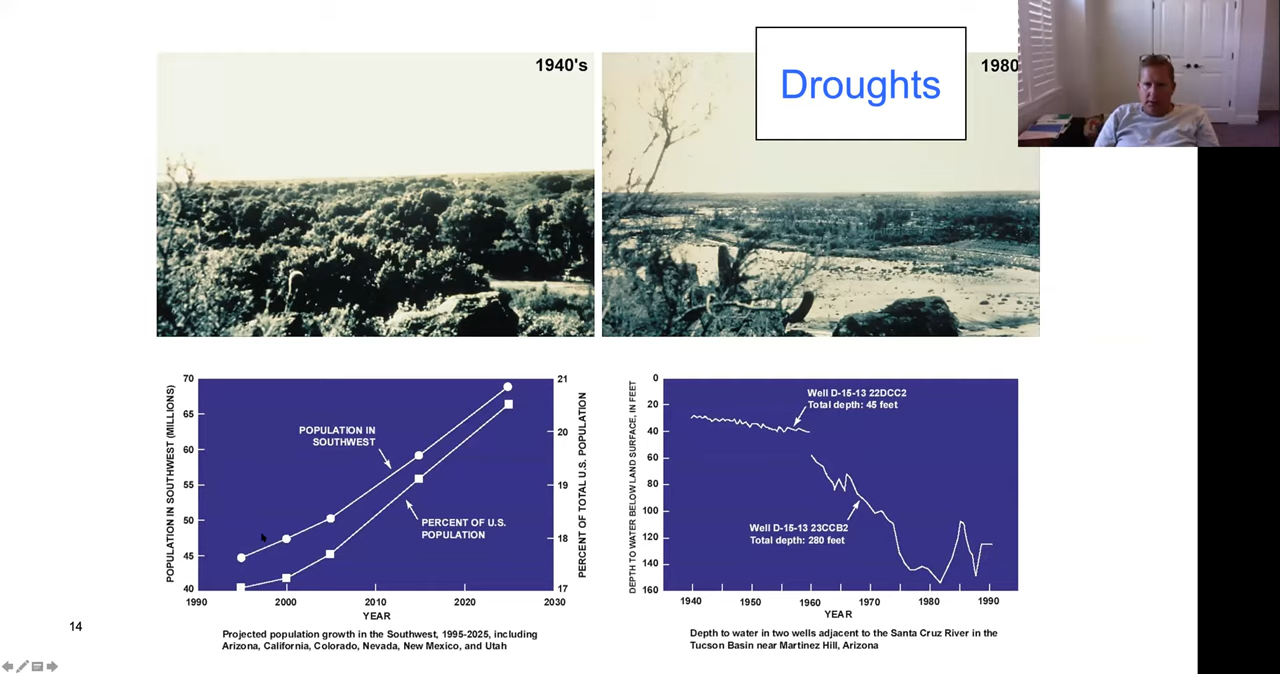 1940's
Droughts
1980
POPULATION IN SOUTHWEST (MILLIONS)
70
65
60
55
50
45
40
POPULATION IN
SOUTHWEST
PERCENT OF U.S.
POPULATION
21
20
19
18
17
PERCENT OF TOTAL U.S. POPULATION
1990
2000
2010
2020
2030
YEAR
Projected population growth in the Southwest, 1995-2025, including
Arizona, California, Colorado, Nevada, New Mexico, and Utah
DEPTH TO WATER BELOW LAND SURFACE, IN FEET
0
20
40
60
80
100
120
140
160
Well D-15-13 22DCC2
Total depth: 45 feet
Well D-15-13 23CCB2
Total depth: 280 feet
1940
1950
1960
1970
1980
1990
YEAR
Depth to water in two wells adjacent to the Santa Cruz River in the
Tucson Basin near Martinez Hill, Arizona
14